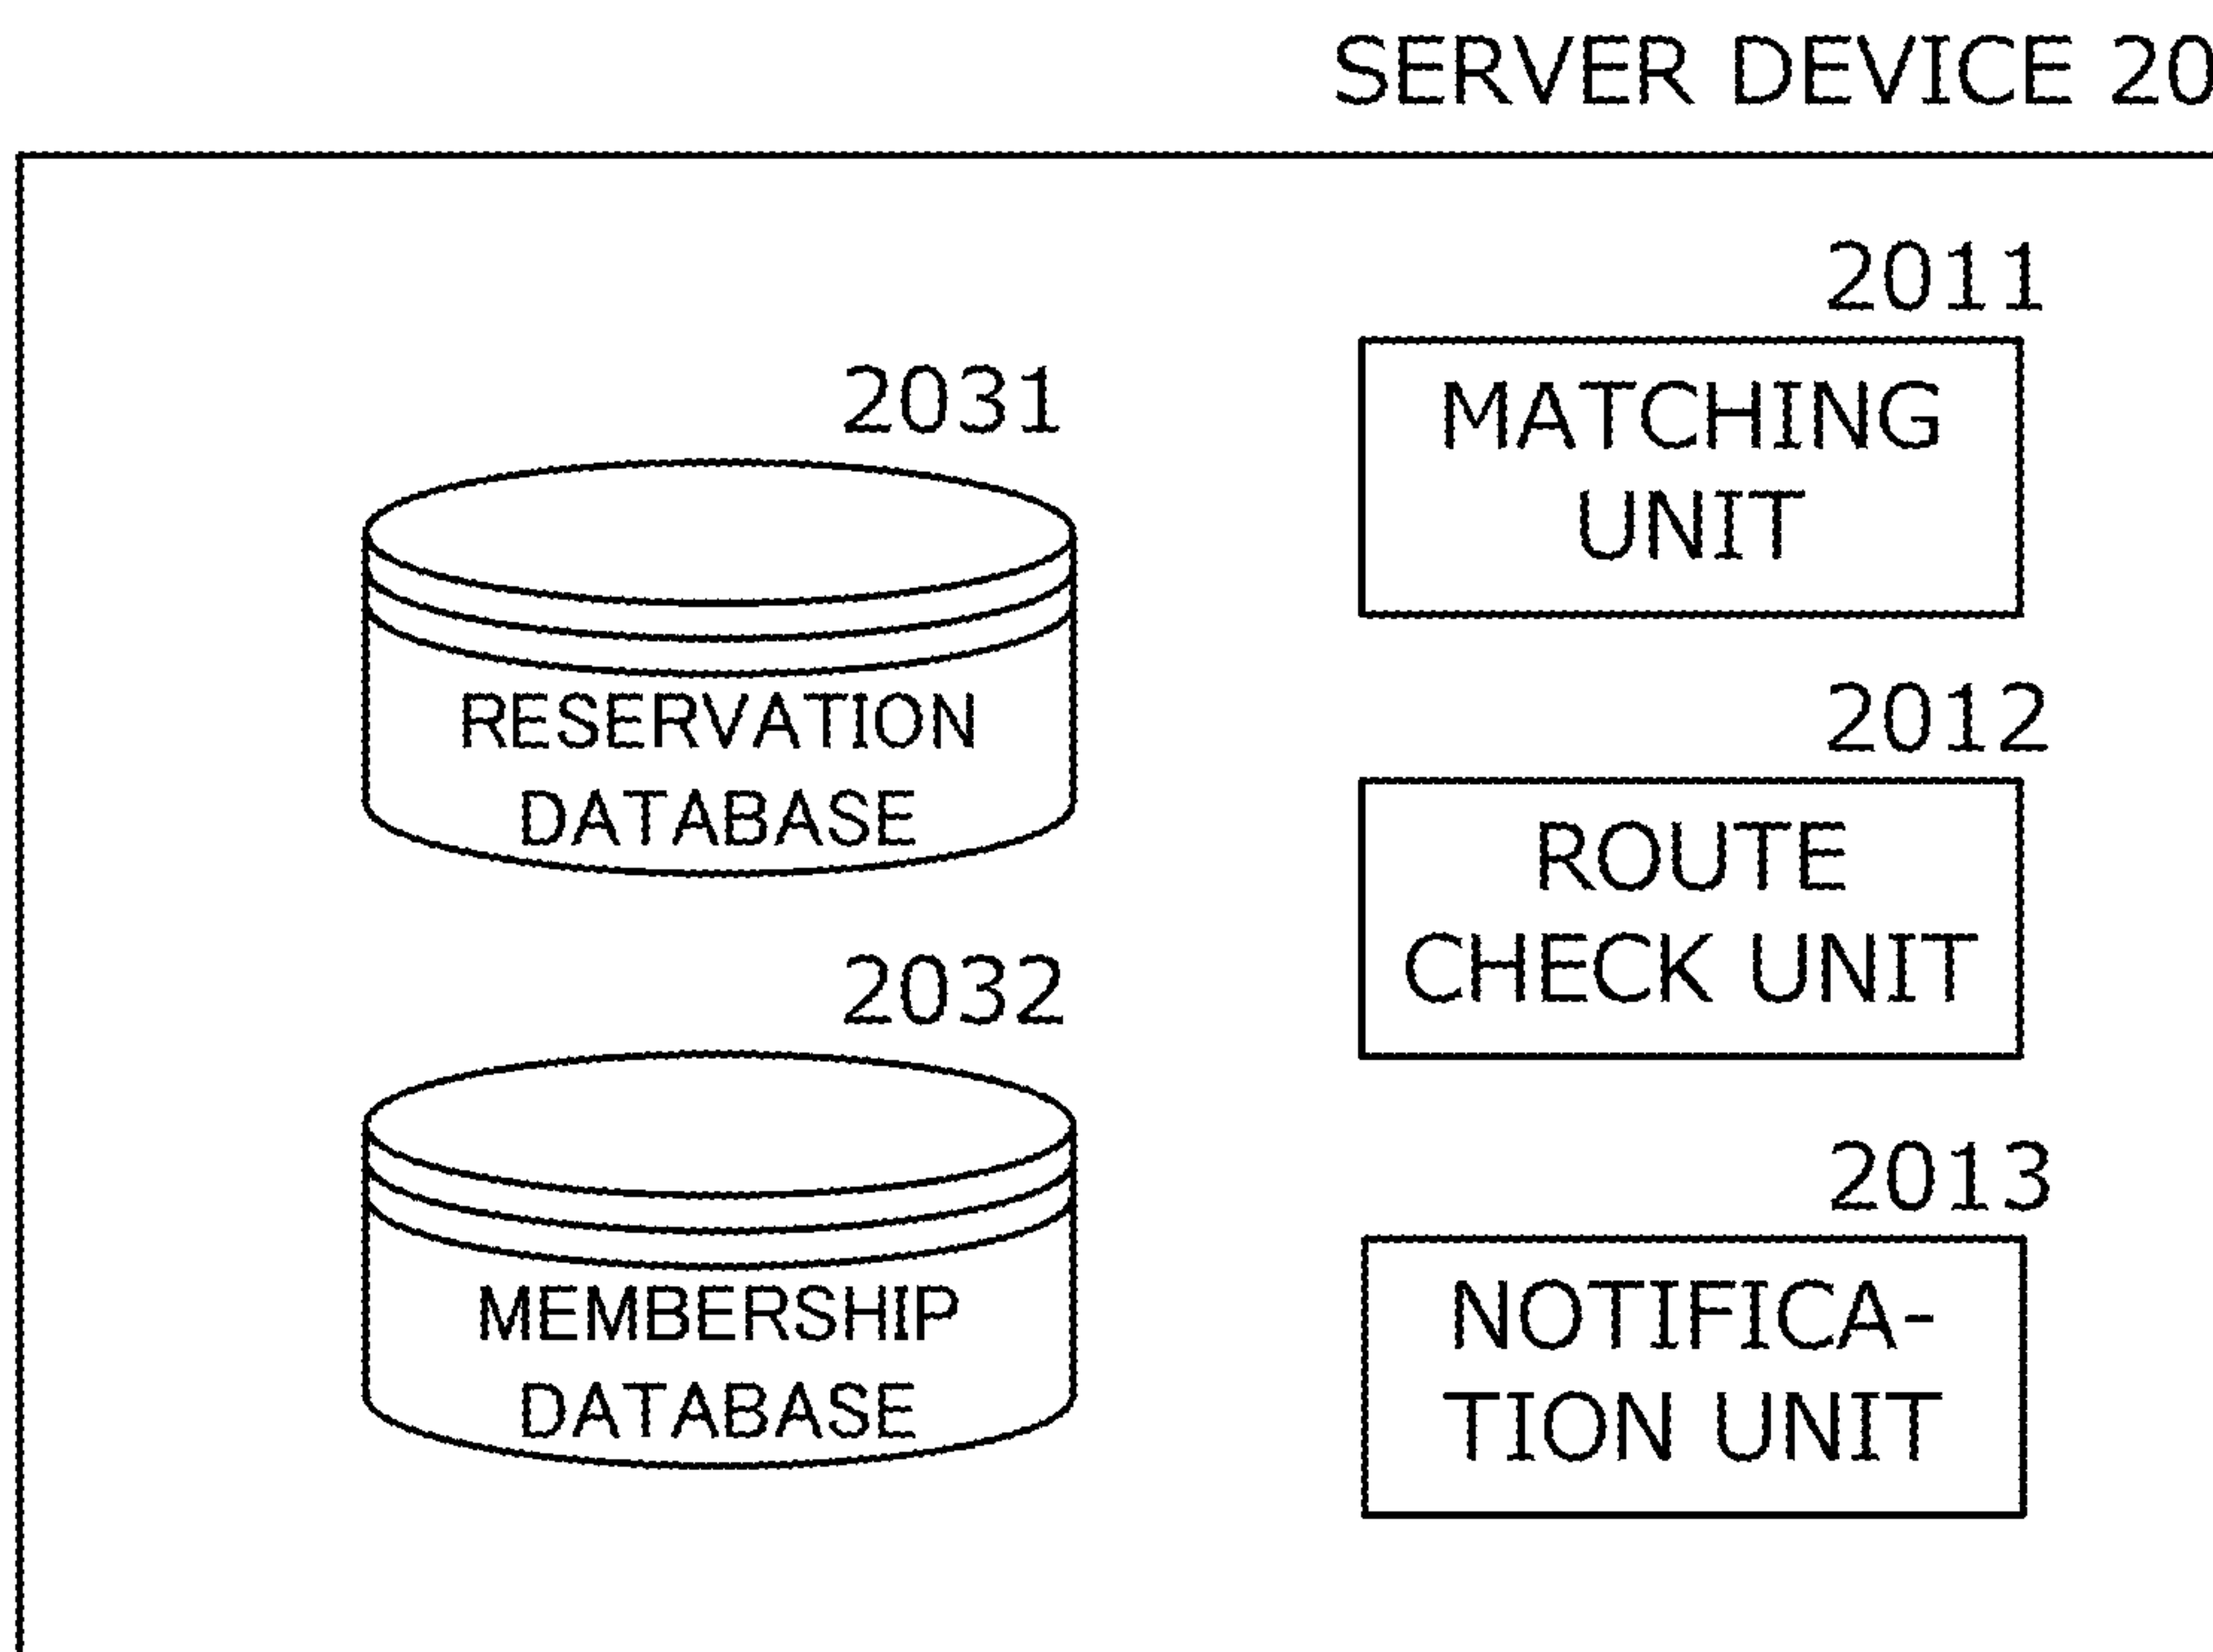 SERVER DEVICE 20
2031
RESERVATION
DATABASE
2032
MEMBERSHIP
DATABASE
2011
MATCHING
UNIT
2012
ROUTE
CHECK UNIT
2013
NOTIFICA-
TION UNIT